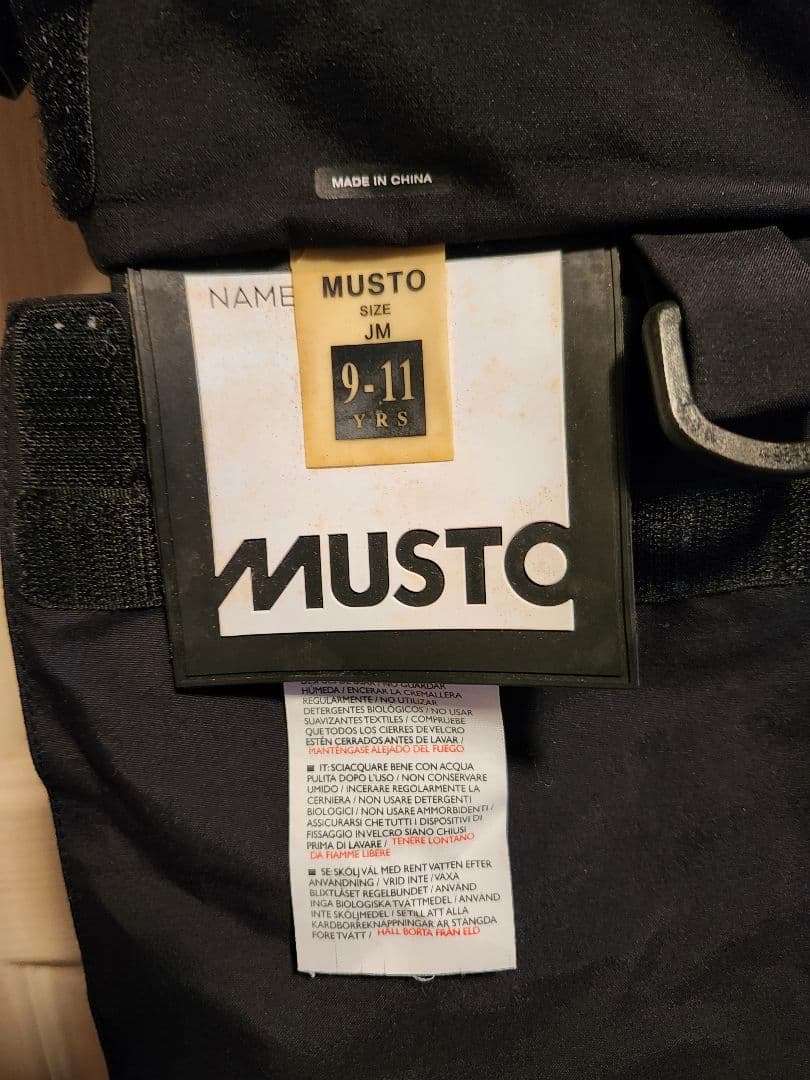 MADE IN CHINA
NAME
MUSTO
SIZE
JM
9-11
YRS
MUSTO
NO GUARDAR
HÚMEDA / ENCERAR LA CREMALLERA
REGULARMENTE / NO UTILIZAR
DETERGENTES BIOLÓGICOS / NO USAR
SUAVIZANTES TEXTILES / COMPRUEBE
QUE TODOS LOS CIERRES DE VELCRO
ESTÉN CERRADOS ANTES DE LAVAR /
MANTÉNGASE ALEJADO DEL FUEGO
IT: SCIACQUARE BENE CON ACQUA
PULITA DOPO L'USO / NON CONSERVARE
UMIDO / INCERARE REGOLARMENTE LA
CERNIERA / NON USARE DETERGENTI
BIOLOGICI / NON USARE AMMORBIDENTI /
ASSICURARSI CHE TUTTI I DISPOSITIVI DI
FISSAGGIO IN VELCRO SIANO CHIUSI
PRIMA DI LAVARE / TENERE LONTANO
DA FIAMME LIBERE
SE: SKÖLJ VÄL MED RENT VATTEN EFTER
ANVÄNDNING / VRID INTE / VAXA
BLIXTLÅSET REGELBUNDET / ANVÄND
INGA BIOLOGISKA TVÄTTMEDEL / ANVÄND
INTE SKÖLJMEDEL / SE TILL ATT ALLA
KARDBORREKNÄPPNINGAR ÄR STÄNGDA
FÖRE TVÄTT / HÅLL BORTA FRÅN ELD